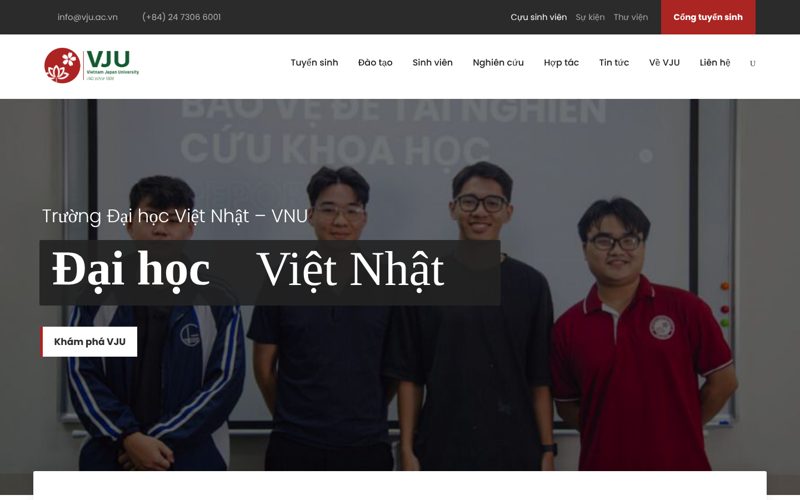 info@vju.ac.vn
(+84) 24 7306 6001
Cựu sinh viên
Sự kiện
Thư viện
Cổng tuyển sinh
VJU
Vietnam Japan University
Tuyển sinh
Đào tạo
Sinh viên
Nghiên cứu
Hợp tác
Tin tức
Về VJU
Liên hệ
U
BẢO VỆ ĐỀ TÀI NGHIÊN
CỨU KHOA HỌC
Trường Đại học Việt Nhật – VNU
Đại học Việt Nhật
Khám phá VJU